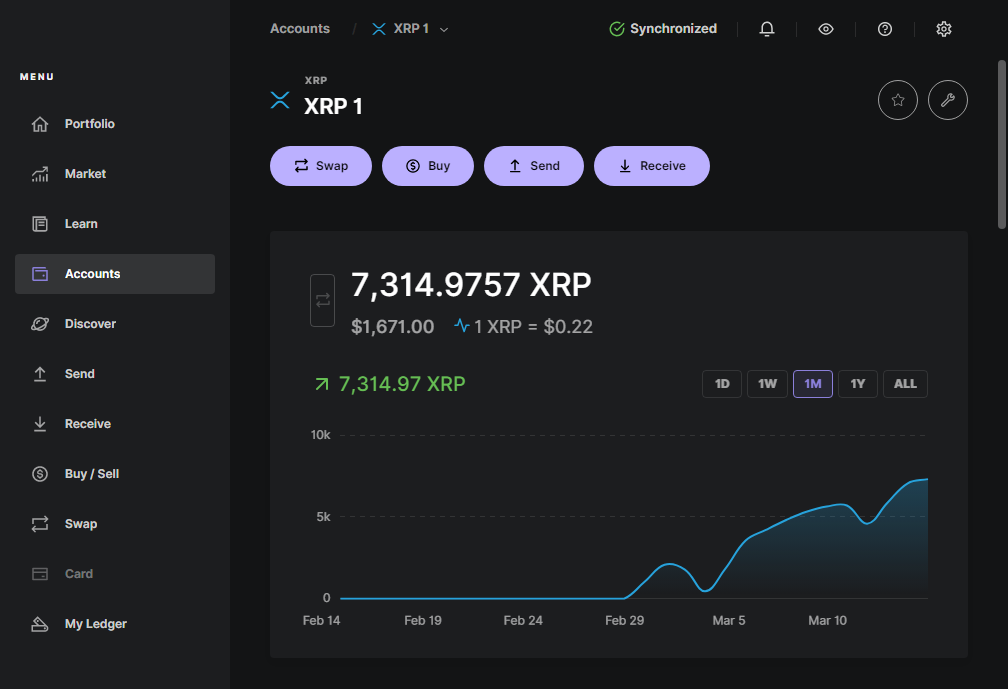 MENU
Portfolio
Market
Learn
Accounts
Discover
Send
Receive
Buy / Sell
Swap
Card
My Ledger
Accounts / XRP 1
Synchronized
XRP
XRP 1
Swap
Buy
Send
Receive
7,314.9757 XRP
$1,671.00 1 XRP = $0.22
7,314.97 XRP
1D 1W 1M 1Y ALL
10k
5k
0
Feb 14 Feb 19 Feb 24 Feb 29 Mar 5 Mar 10